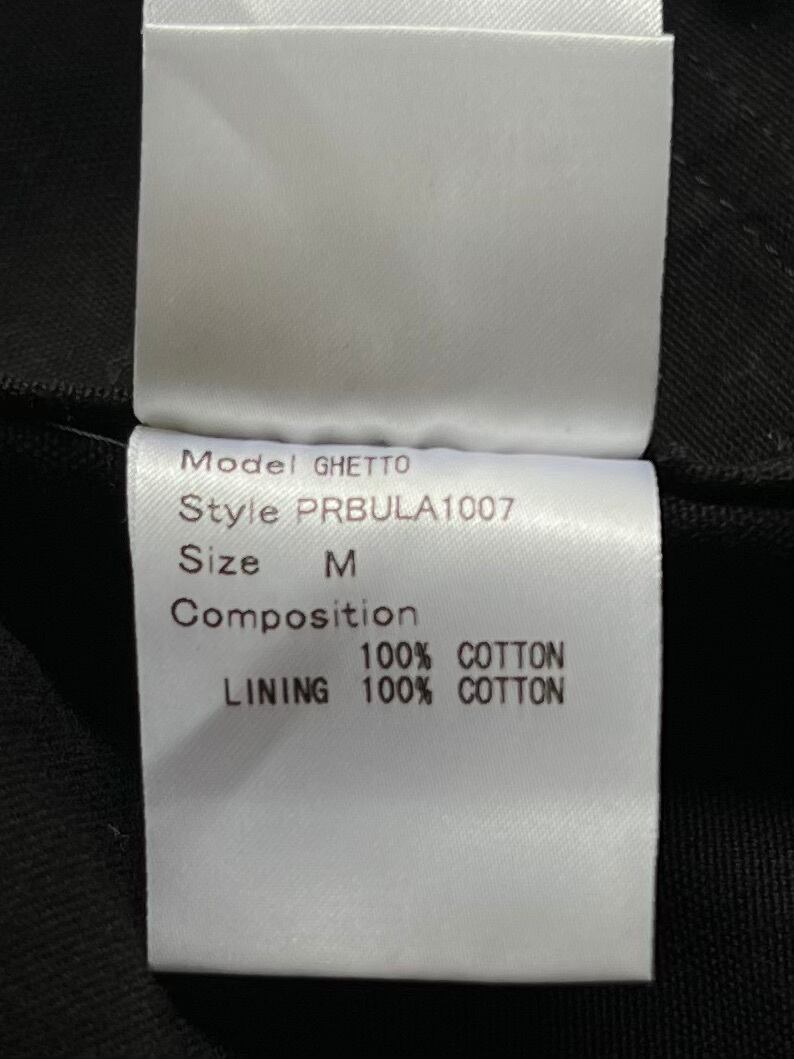 Model GHETTO
Style PRBULA1007
Size M
Composition
100% COTTON
LINING 100% COTTON